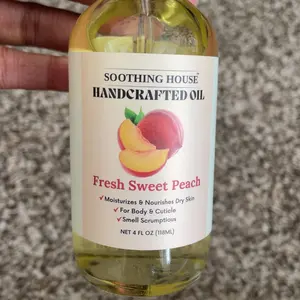 SOOTHING HOUSE
HANDCRAFTED OIL
Fresh Sweet Peach
✓Moisturizes & Nourishes Dry Skin
✓For Body & Cuticle
✓Smell Scrumptious
NET 4 FL OZ (118ML)